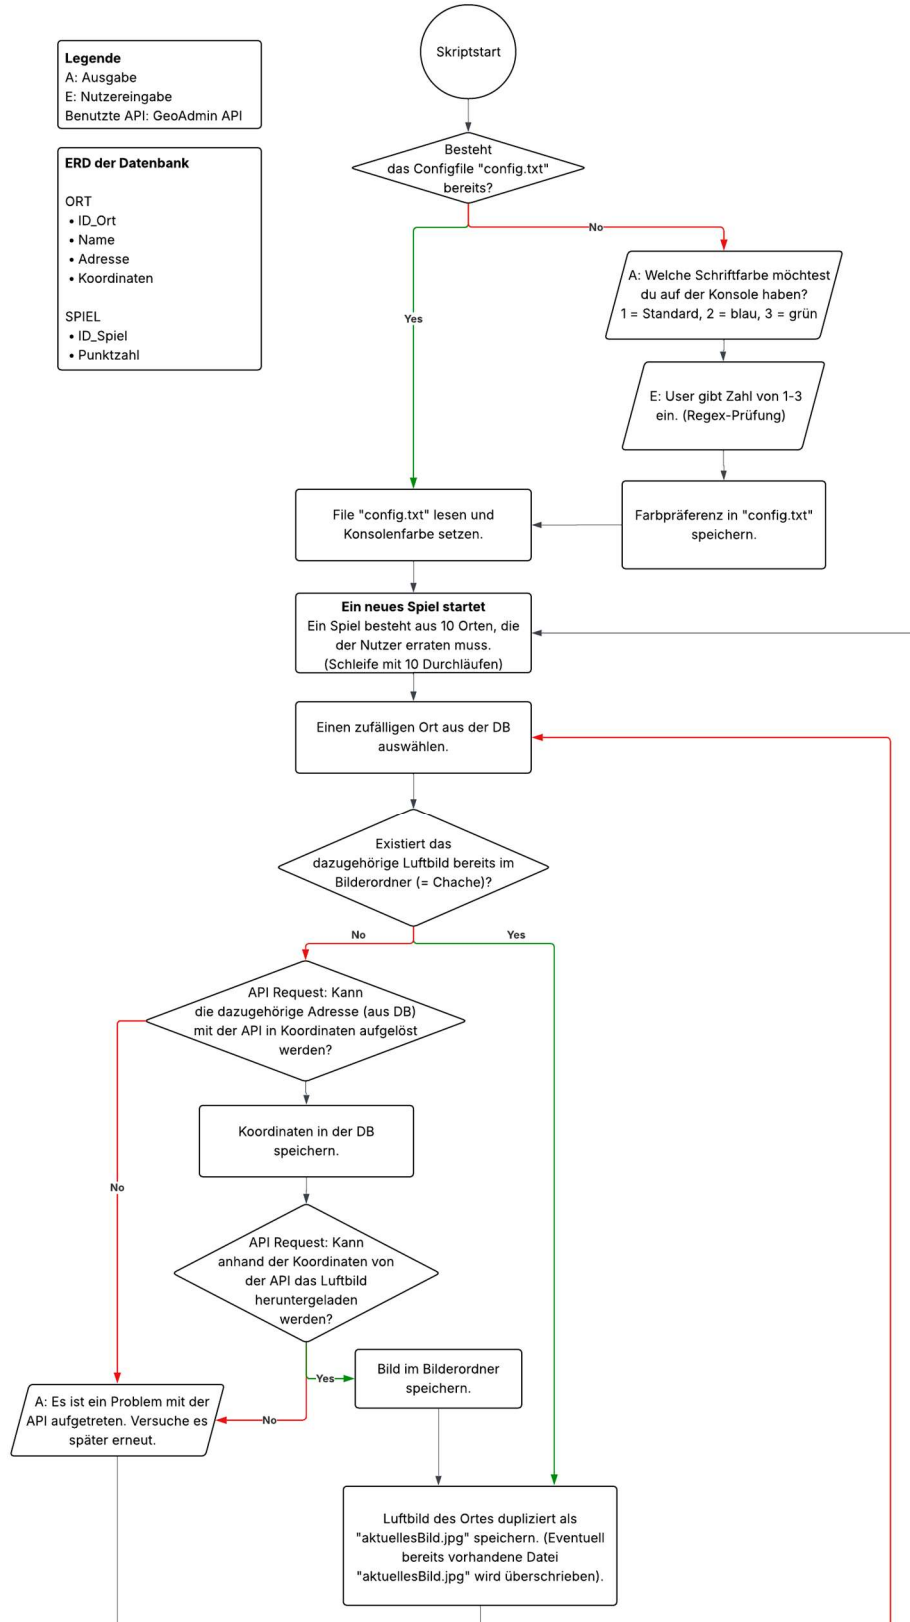 Skriptstart
Legende
A: Ausgabe
E: Nutzereingabe
Benutzte API: GeoAdmin API
ERD der Datenbank
ORT
• ID_Ort
• Name
• Adresse
• Koordinaten
SPIEL
• ID_Spiel
• Punktzahl
Besteht
das Configfile "config.txt"
bereits?
No
Yes
A: Welche Schriftfarbe möchtest
du auf der Konsole haben?
1 = Standard, 2 = blau, 3 = grün
E: User gibt Zahl von 1-3
ein. (Regex-Prüfung)
Farbpräferenz in "config.txt"
speichern.
File "config.txt" lesen und
Konsolenfarbe setzen.
Ein neues Spiel startet
Ein Spiel besteht aus 10 Orten, die
der Nutzer erraten muss.
(Schleife mit 10 Durchläufen)
Einen zufälligen Ort aus der DB
auswählen.
Existiert das
dazugehörige Luftbild bereits im
Bilderordner (= Chache)?
No
Yes
API Request: Kann
die dazugehörige Adresse (aus DB)
mit der API in Koordinaten aufgelöst
werden?
Koordinaten in der DB
speichern.
No
API Request: Kann
anhand der Koordinaten von
der API das Luftbild
heruntergeladen
werden?
Yes
Bild im Bilderordner
speichern.
No
A: Es ist ein Problem mit der
API aufgetreten. Versuche es
später erneut.
Luftbild des Ortes dupliziert als
"aktuellesBild.jpg" speichern. (Eventuell
bereits vorhandene Datei
"aktuellesBild.jpg" wird überschrieben).